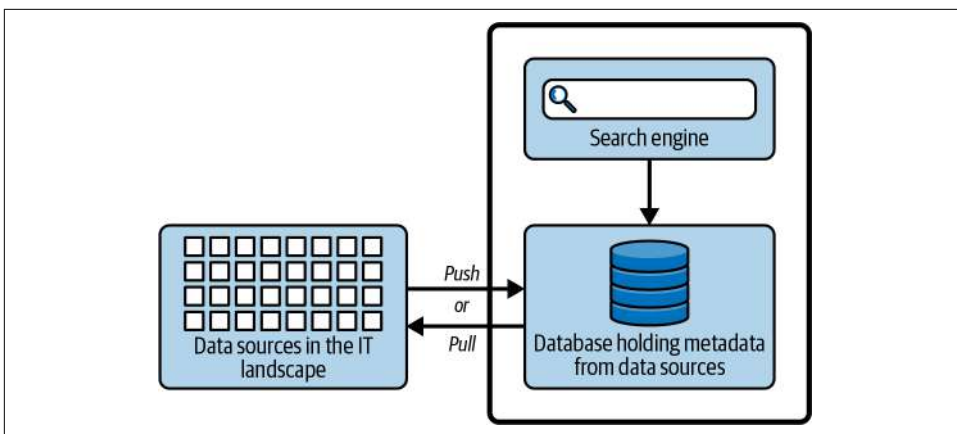 Search engine
Push
or
Pull
Data sources in the IT
landscape
Database holding metadata
from data sources